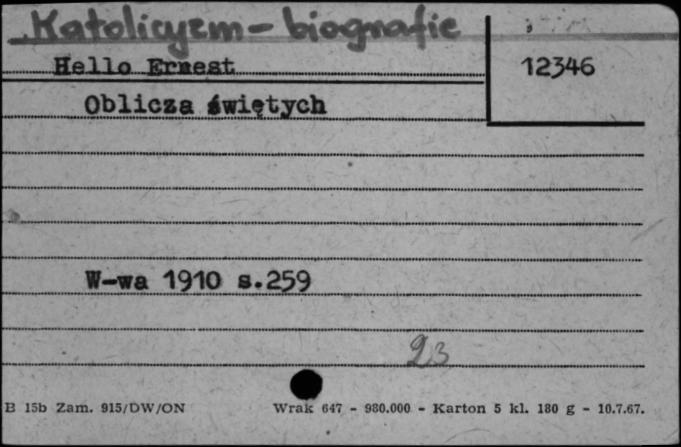 Katolicyzm - biografie
Hello Ernest
12346
Oblicza świętych
W-wa 1910 s.259
23
B 15b Zam. 915/DW/ON
Wrak 647 - 980.000 - Karton 5 kl. 180 g - 10.7.67.